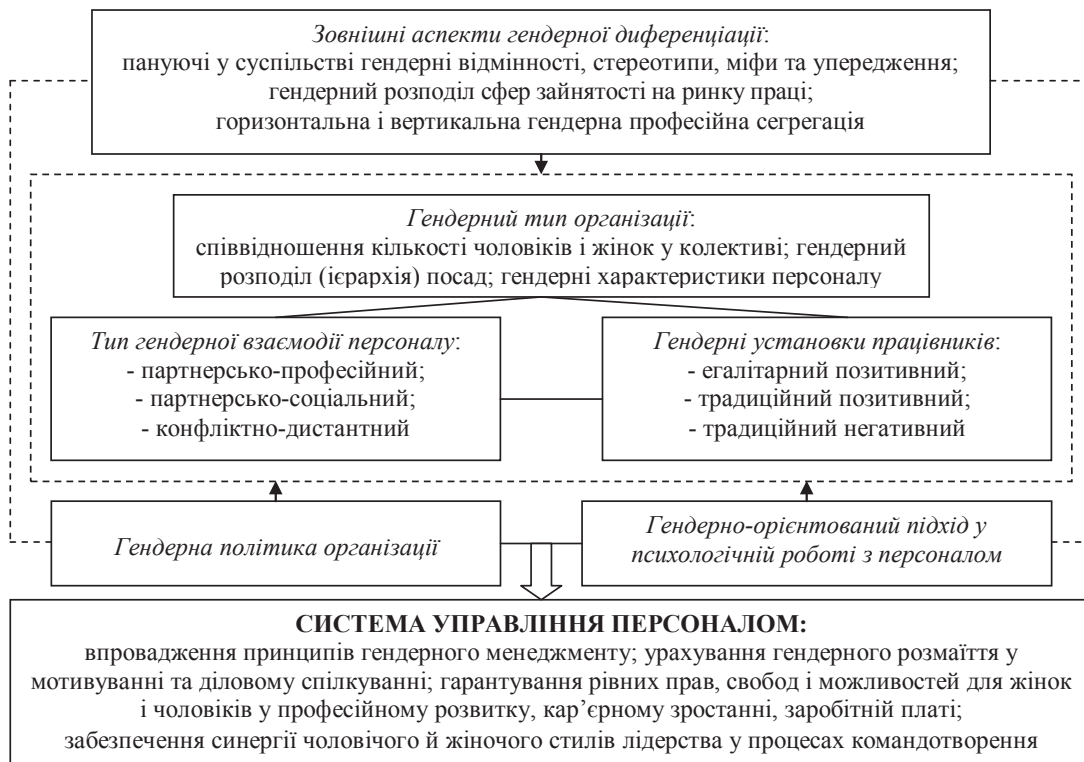 Зовнішні аспекти гендерної диференціації:
пануючі у суспільстві гендерні відмінності, стереотипи, міфи та упередження;
гендерний розподіл сфер зайнятості на ринку праці;
горизонтальна і вертикальна гендерна професійна сегрегація
Гендерний тип організації:
співвідношення кількості чоловіків і жінок у колективі; гендерний
розподіл (ієрархія) посад; гендерні характеристики персоналу
Тип гендерної взаємодії персоналу:
- партнерсько-професійний;
- партнерсько-соціальний;
- конфліктно-дистантний
Гендерні установки працівників:
- егалітарний позитивний;
- традиційний позитивний;
- традиційний негативний
Гендерна політика організації
Гендерно-орієнтований підхід у
психологічній роботі з персоналом
СИСТЕМА УПРАВЛІННЯ ПЕРСОНАЛОМ:
впровадження принципів гендерного менеджменту; урахування гендерного розмаїття у
мотивуванні та діловому спілкуванні; гарантування рівних прав, свобод і можливостей для жінок
і чоловіків у професійному розвитку, кар’єрному зростанні, заробітній платі;
забезпечення синергії чоловічого й жіночого стилів лідерства у процесах командотворення